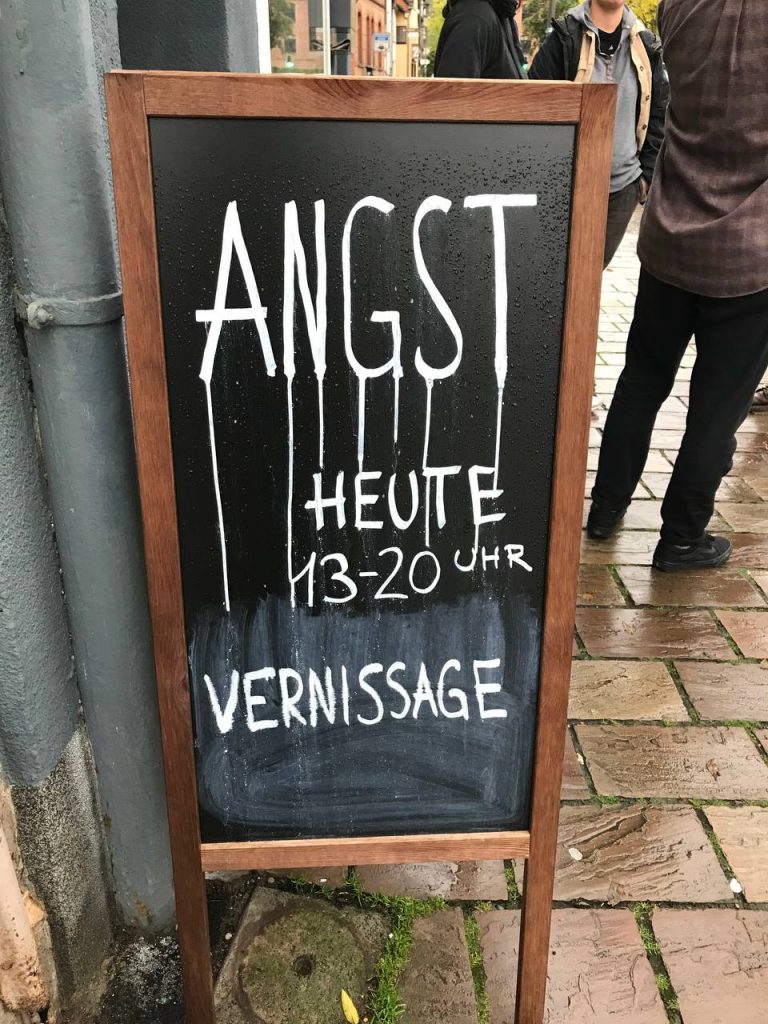 ANGST
HEUTE
13-20 UHR
VERNISSAGE